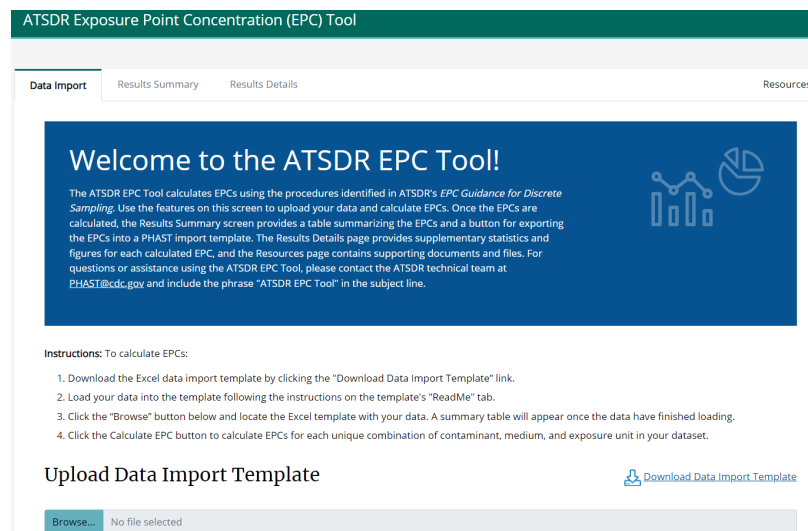 ATSDR Exposure Point Concentration (EPC) Tool
Data Import
Results Summary
Results Details
Resources
Welcome to the ATSDR EPC Tool!
The ATSDR EPC Tool calculates EPCs using the procedures identified in ATSDR's EPC Guidance for Discrete
Sampling. Use the features on this screen to upload your data and calculate EPCs. Once the EPCs are
calculated, the Results Summary screen provides a table summarizing the EPCs and a button for exporting
the EPCs into a PHAST import template. The Results Details page provides supplementary statistics and
figures for each calculated EPC, and the Resources page contains supporting documents and files. For
questions or assistance using the ATSDR EPC Tool, please contact the ATSDR technical team at
PHAST@cdc.gov and include the phrase "ATSDR EPC Tool" in the subject line.
Instructions: To calculate EPCs:
1. Download the Excel data import template by clicking the "Download Data Import Template" link.
2. Load your data into the template following the instructions on the template's "ReadMe" tab.
3. Click the "Browse" button below and locate the Excel template with your data. A summary table will appear once the data have finished loading.
4. Click the Calculate EPC button to calculate EPCs for each unique combination of contaminant, medium, and exposure unit in your dataset.
Upload Data Import Template
Download Data Import Template
Browse...
No file selected